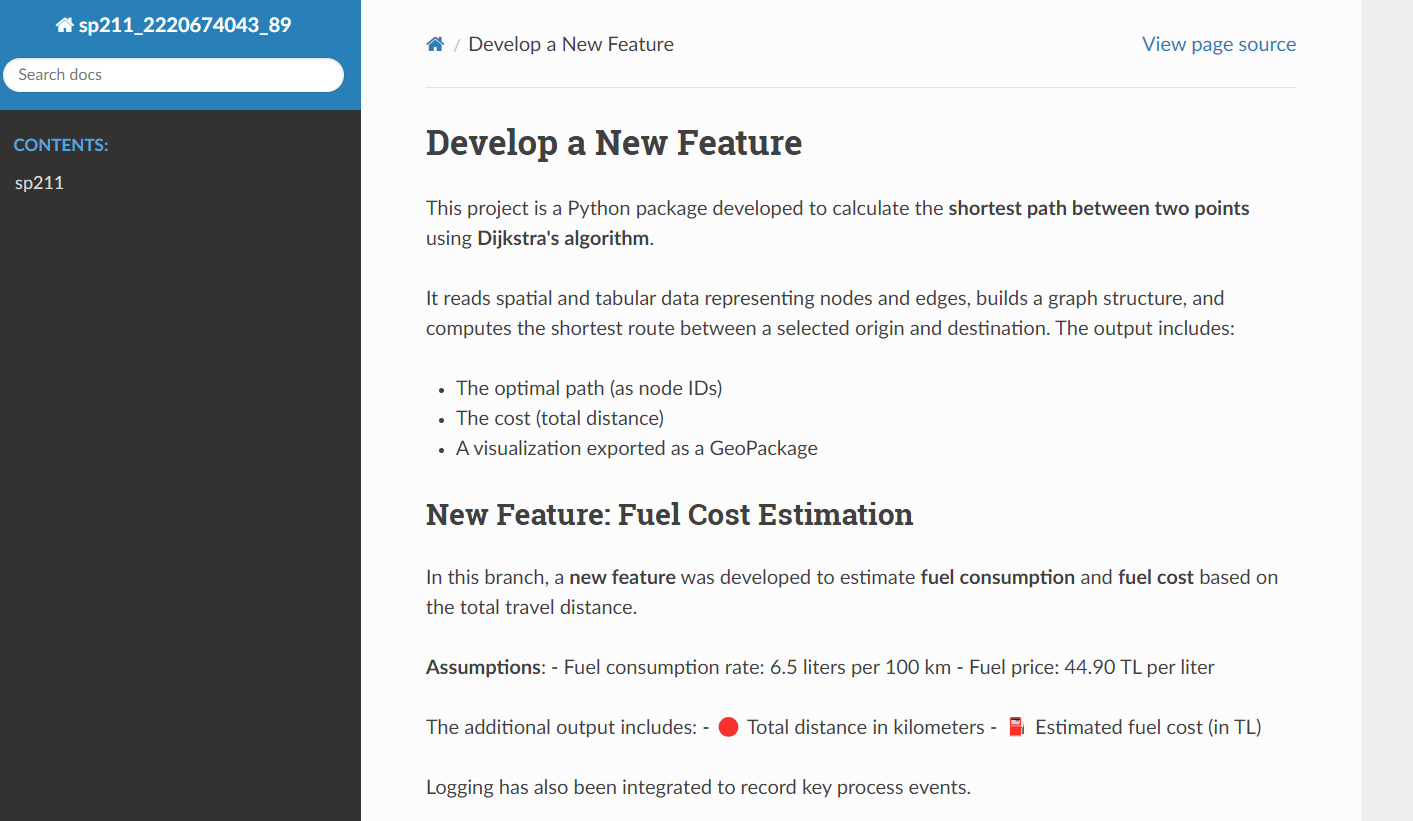 sp211_2220674043_89
Search docs
CONTENTS:
sp211
/ Develop a New Feature
View page source
Develop a New Feature
This project is a Python package developed to calculate the shortest path between two points
using Dijkstra's algorithm.
It reads spatial and tabular data representing nodes and edges, builds a graph structure, and
computes the shortest route between a selected origin and destination. The output includes:
• The optimal path (as node IDs)
• The cost (total distance)
• A visualization exported as a GeoPackage
New Feature: Fuel Cost Estimation
In this branch, a new feature was developed to estimate fuel consumption and fuel cost based on
the total travel distance.
Assumptions: - Fuel consumption rate: 6.5 liters per 100 km - Fuel price: 44.90 TL per liter
The additional output includes: - 🔴 Total distance in kilometers - ⛽ Estimated fuel cost (in TL)
Logging has also been integrated to record key process events.